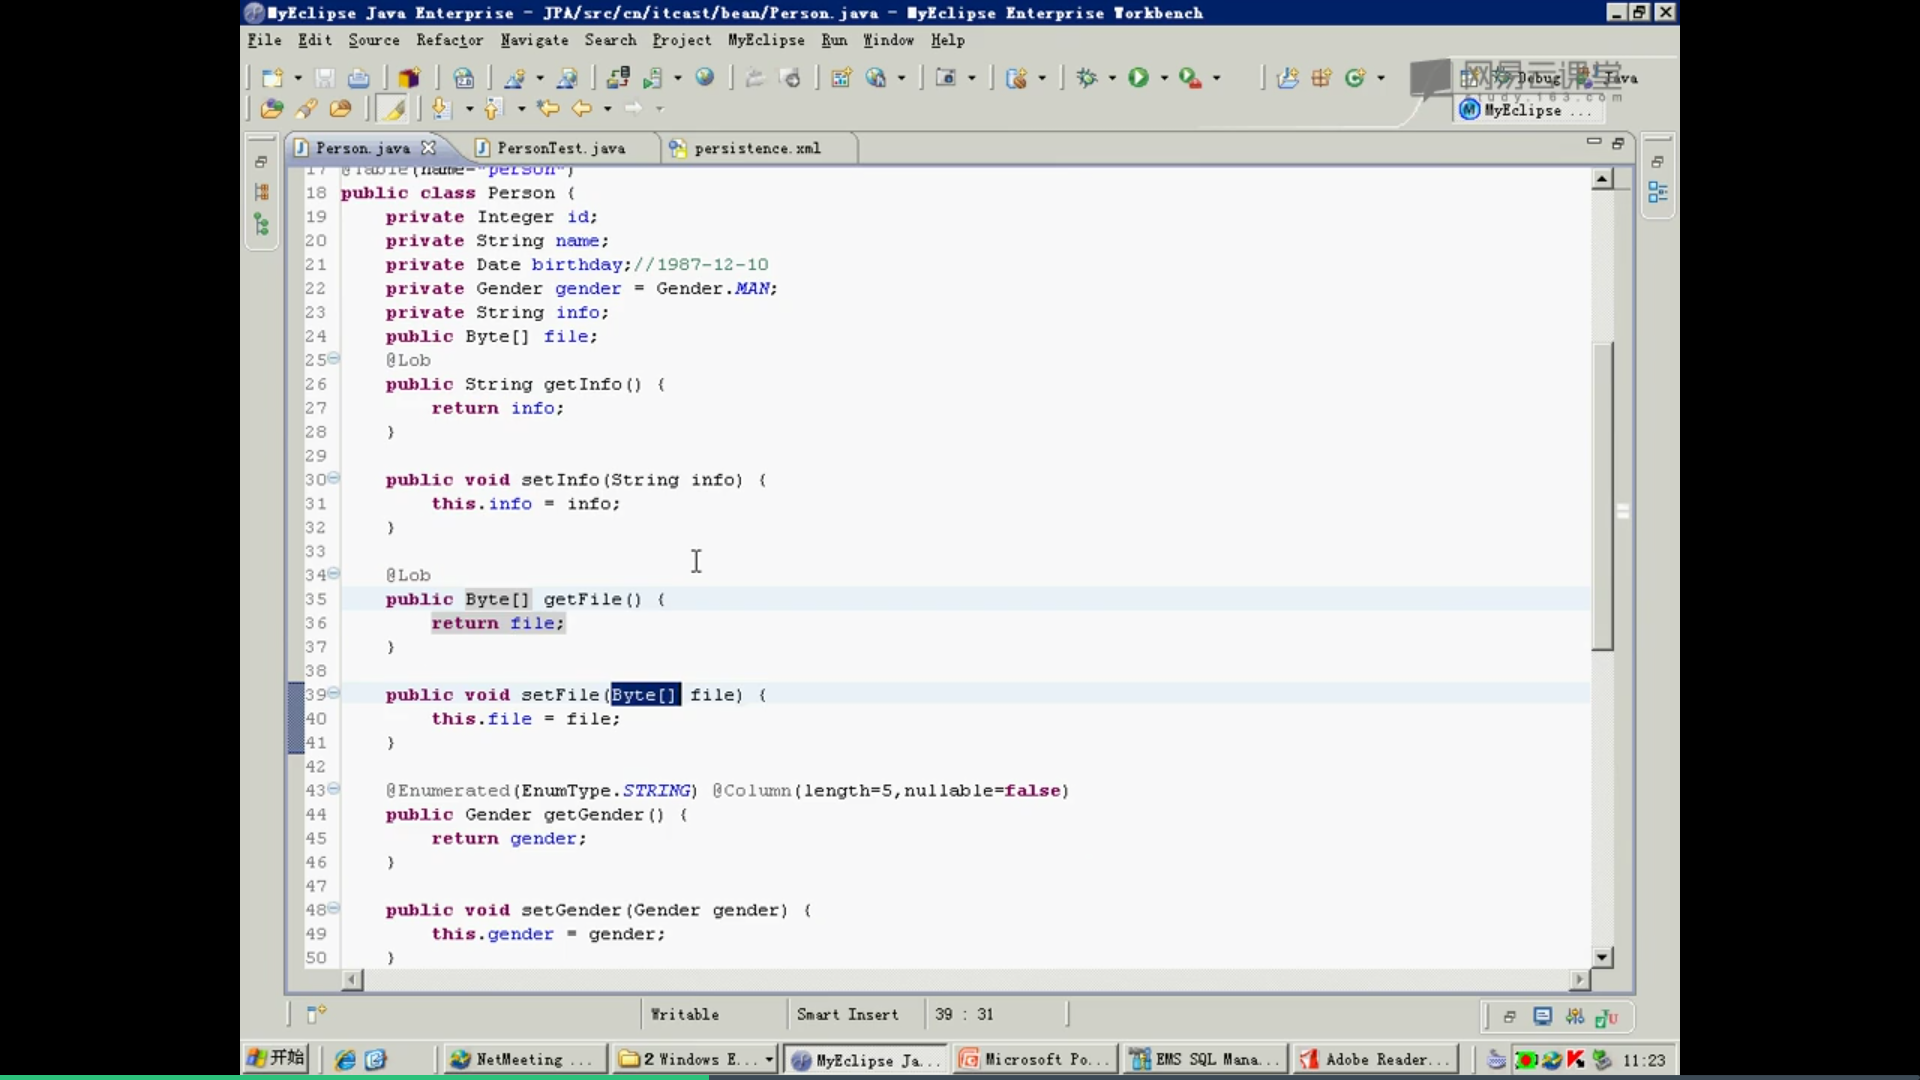 MyEclipse Java Enterprise - JPA/src/cn/itcast/bean/Person.java - MyEclipse Enterprise Workbench
File Edit Source Refactor Navigate Search Project MyEclipse Run Window Help
网易云课堂
Debug Java
study.163.com
MyEclipse ...
Person.java PersonTest.java persistence.xml
17 @Table(name="person")
18 public class Person {
19 private Integer id;
20 private String name;
21 private Date birthday;//1987-12-10
22 private Gender gender = Gender.MAN;
23 private String info;
24 public Byte[] file;
25 @Lob
26 public String getInfo() {
27 return info;
28 }
29
30 public void setInfo(String info) {
31 this.info = info;
32 }
33
34 @Lob
35 public Byte[] getFile() {
36 return file;
37 }
38
39 public void setFile(Byte[] file) {
40 this.file = file;
41 }
42
43 @Enumerated(EnumType.STRING) @Column(length=5,nullable=false)
44 public Gender getGender() {
45 return gender;
46 }
47
48 public void setGender(Gender gender) {
49 this.gender = gender;
50 }
Writable Smart Insert 39 : 31
开始 NetMeeting ... 2 Windows E... MyEclipse Ja... Microsoft Po... EMS SQL Mana... Adobe Reader... 11:23